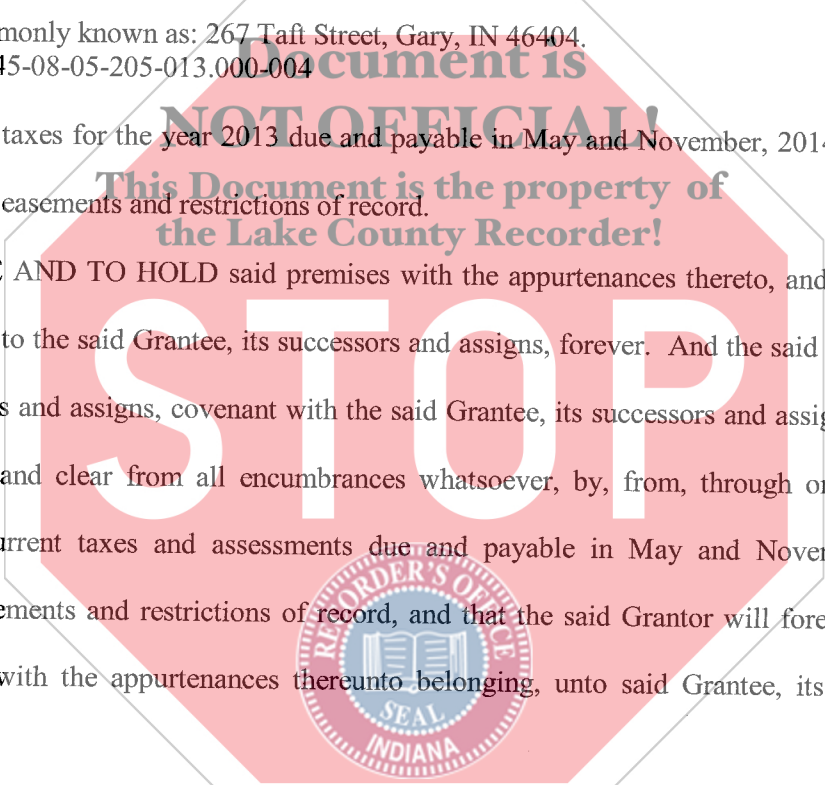 monly known as: 267 Taft Street, Gary, IN 46404.
Document is
45-08-05-205-013.000-004
NOT OFFICIAL!
taxes for the year 2013 due and payable in May and November, 2014
This Document is the property of
easements and restrictions of record.
the Lake County Recorder!
E AND TO HOLD said premises with the appurtenances thereto, and
STOP
to the said Grantee, its successors and assigns, forever. And the said
s and assigns, covenant with the said Grantee, its successors and assig
and clear from all encumbrances whatsoever, by, from, through or
urrent taxes and assessments due and payable in May and Nover
ements and restrictions of record, and that the said Grantor will fore
with the appurtenances thereunto belonging, unto said Grantee, its
RECORDER'S OFFICE
SEAL
INDIANA